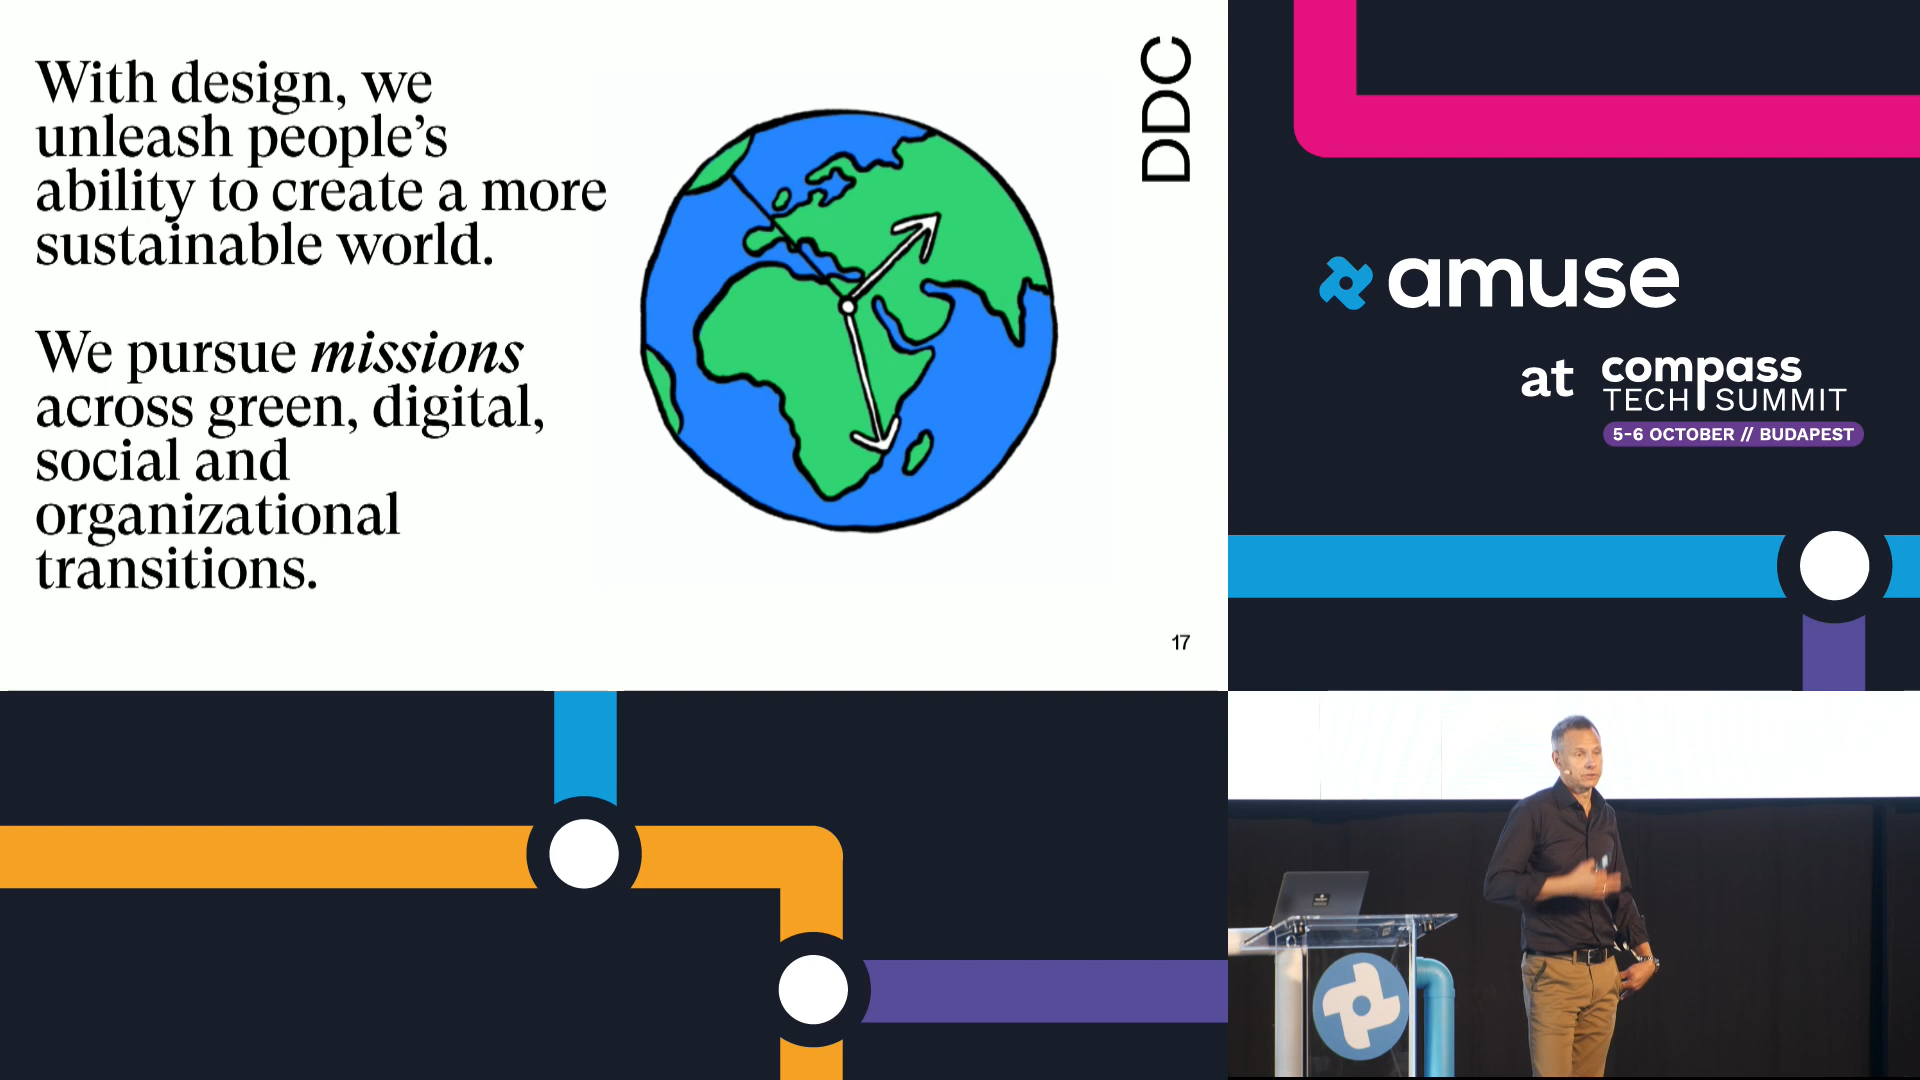 With design, we
unleash people’s
ability to create a more
sustainable world.
We pursue missions
across green, digital,
social and
organizational
transitions.
DDC
17
amuse
at
compass
TECH SUMMIT
5-6 OCTOBER // BUDAPEST